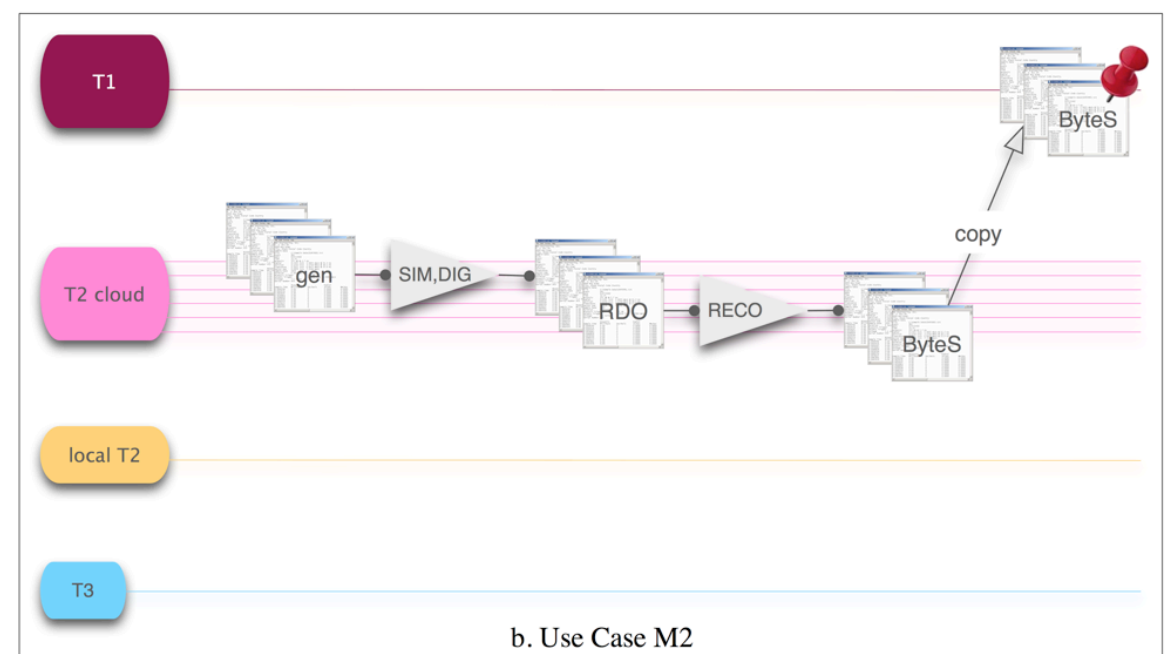 T1
ByteS
copy
T2 cloud
gen
SIM,DIG
RDO
RECO
ByteS
local T2
T3
b. Use Case M2